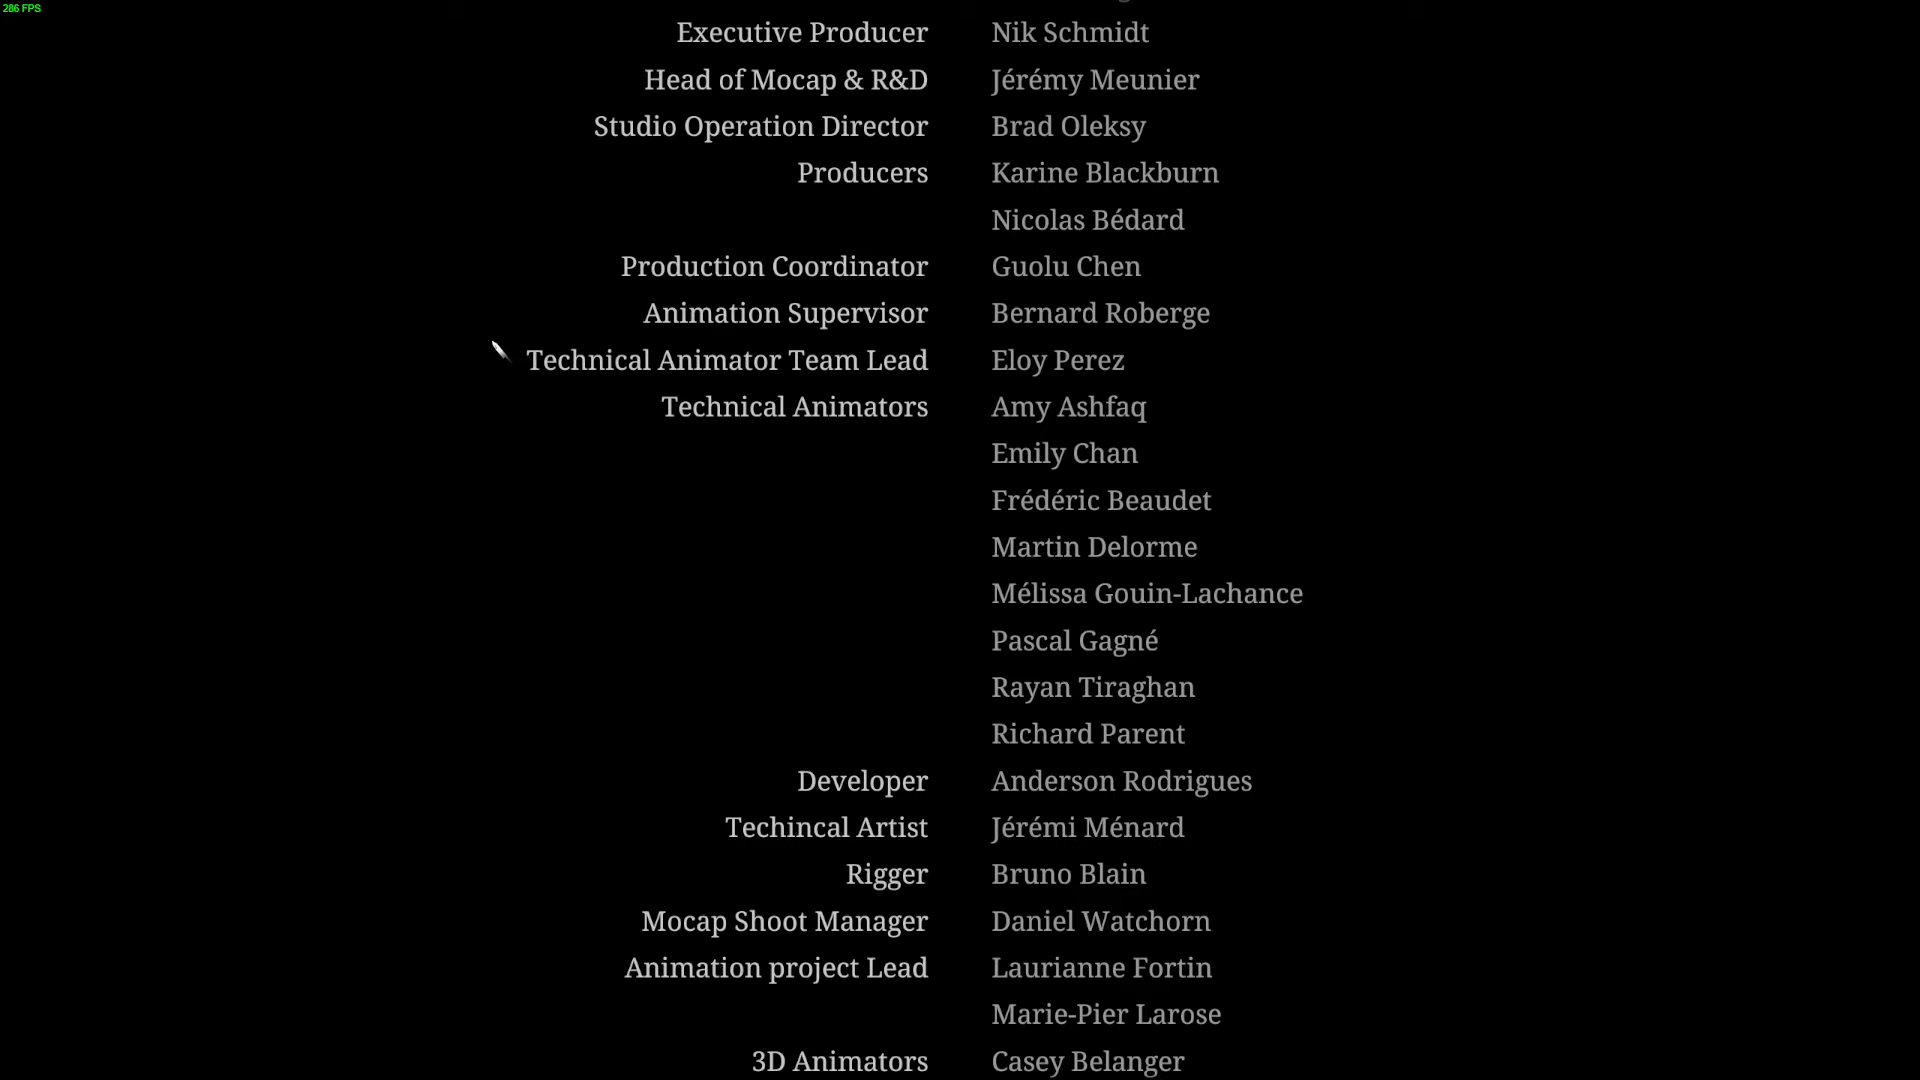 286 FPS
Executive Producer Nik Schmidt
Head of Mocap & R&D Jérémy Meunier
Studio Operation Director Brad Oleksy
Producers Karine Blackburn
Nicolas Bédard
Production Coordinator Guolu Chen
Animation Supervisor Bernard Roberge
Technical Animator Team Lead Eloy Perez
Technical Animators Amy Ashfaq
Emily Chan
Frédéric Beaudet
Martin Delorme
Mélissa Gouin-Lachance
Pascal Gagné
Rayan Tiraghan
Richard Parent
Developer Anderson Rodrigues
Techincal Artist Jérémi Ménard
Rigger Bruno Blain
Mocap Shoot Manager Daniel Watchorn
Animation project Lead Laurianne Fortin
Marie-Pier Larose
3D Animators Casey Belanger